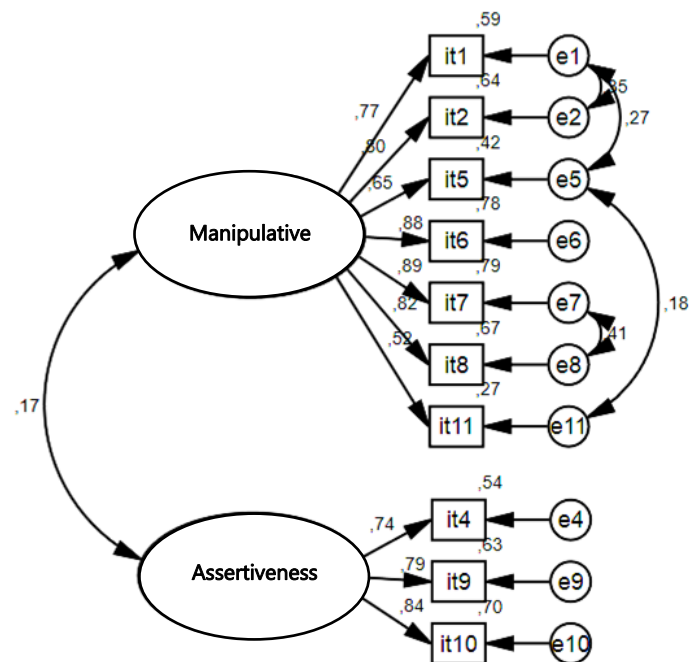 ,59
it1 e1
,64
,77 ,35
it2 e2 ,27
,80 ,42
,65 it5 e5
,78
Manipulative ,88 it6 e6
,89 ,79
it7 e7 ,18
,82 ,67 ,41
,52 it8 e8
,27
,17 it11 e11
,54
,74 it4 e4
,63
Assertiveness ,79 it9 e9
,84 ,70
it10 e10